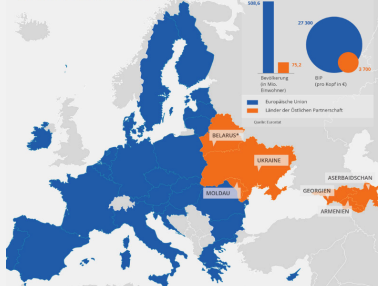 508,6
75,2
27 300
3 700
Bevölkerung
(in Mio.
Einwohner)
BIP
(pro Kopf in €)
Europäische Union
Länder der Östlichen Partnerschaft
Quelle: Eurostat
BELARUS*
UKRAINE
MOLDAU
ASERBAIDSCHAN
GEORGIEN
ARMENIEN